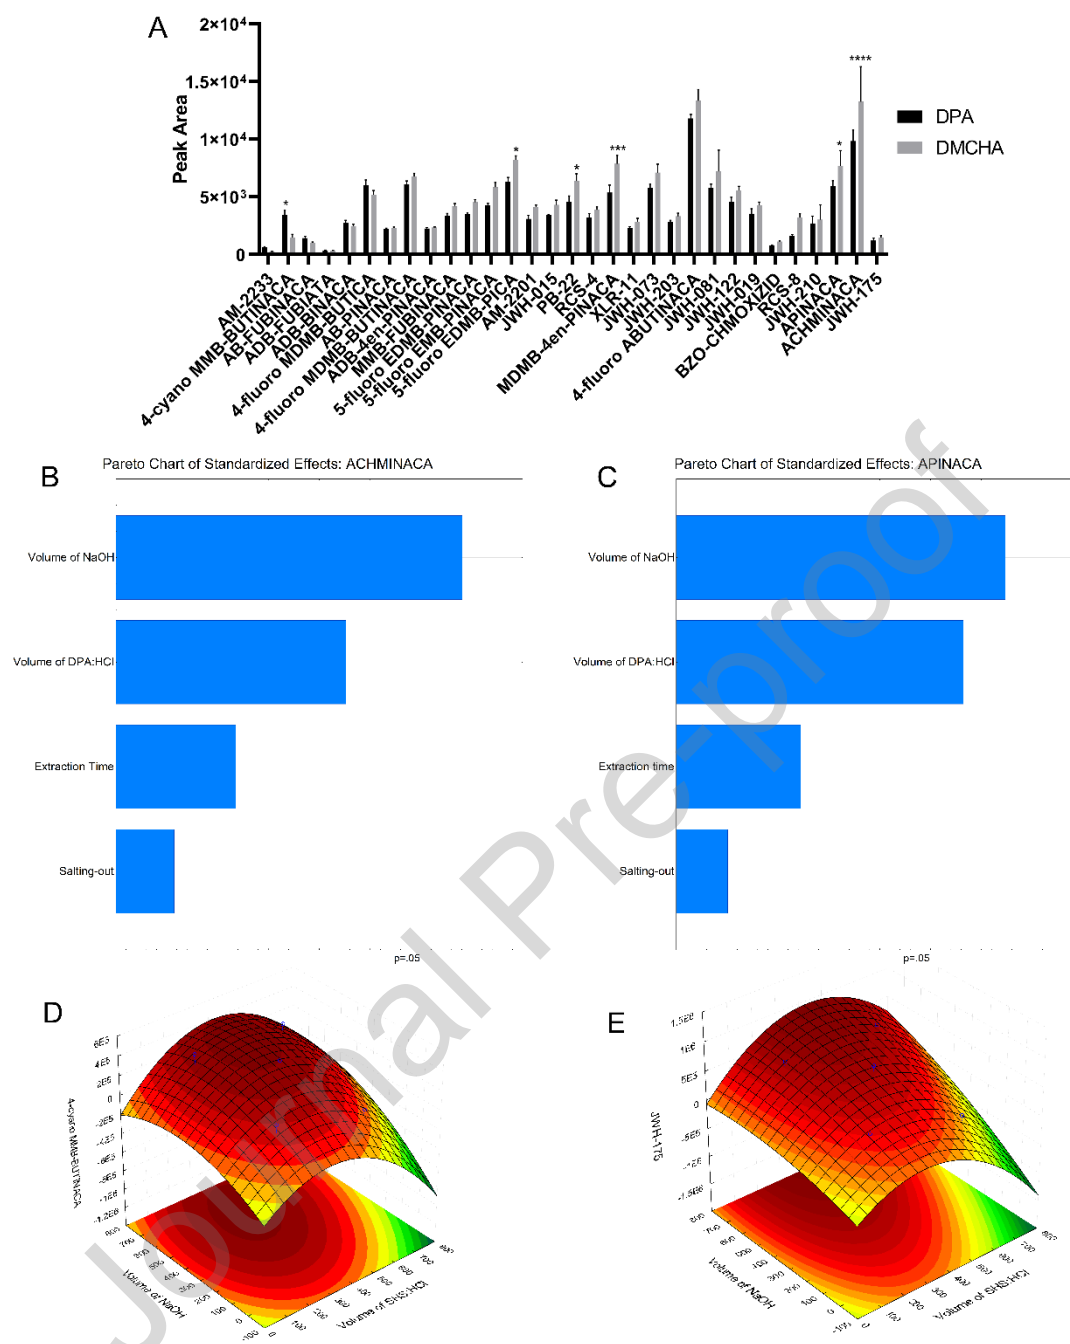 A
2×10⁴
1.5×10⁴
1×10⁴
5×10³
0
Peak Area
*
*
*
***
*
****
DPA
DMCHA
AM-2233
4-cyano MMB-BUTINACA
AB-FUBINACA
ADB-FUBIATA
ADB-BINACA
4-fluoro MDMB-BUTICA
AB-PINACA
4-fluoro MDMB-BUTINACA
ADB-4en-PINACA
MMB-FUBINACA
5-fluoro EDMB-PINACA
5-fluoro EMB-PINACA
5-fluoro EDMB-PICA
AM-2201
JWH-015
PB-22
RCS-4
MDMB-4en-PINACA
XLR-11
JWH-073
JWH-203
4-fluoro ABUTINACA
JWH-081
JWH-122
JWH-019
BZO-CHMOXIZID
RCS-8
JWH-210
APINACA
ACHMINACA
JWH-175
B
Pareto Chart of Standardized Effects: ACHMINACA
Volume of NaOH
Volume of DPA:HCl
Extraction Time
Salting-out
p=.05
C
Pareto Chart of Standardized Effects: APINACA
Volume of NaOH
Volume of DPA:HCl
Extraction time
Salting-out
p=.05
D
4-cyano MMB-BUTINACA
Volume of NaOH
Volume of SHS:HCl
E
JWH-175
Volume of NaOH
Volume of SHS:HCl
Journal Pre-proof